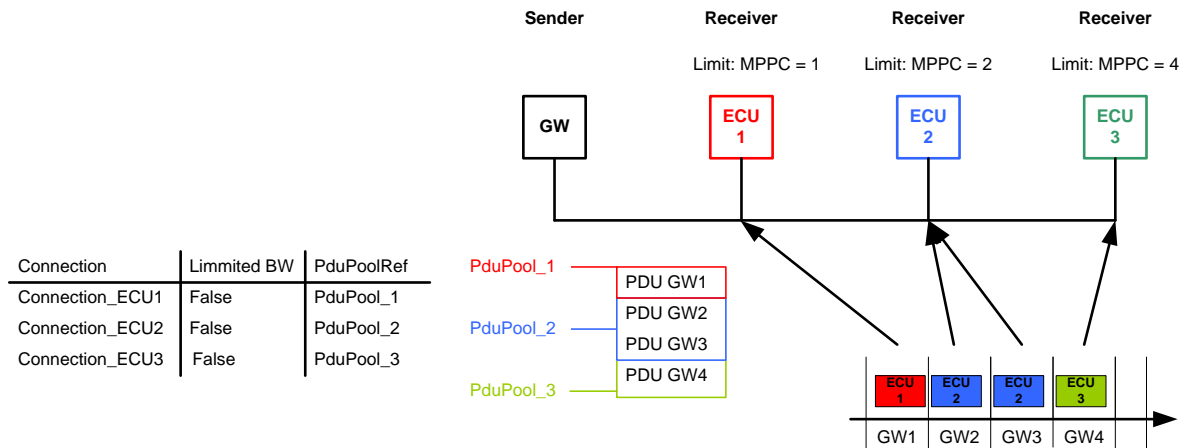 Sender Receiver Receiver Receiver
Limit: MPPC = 1 Limit: MPPC = 2 Limit: MPPC = 4
GW
ECU
1
ECU
2
ECU
3
Connection Limmited BW PduPoolRef
Connection_ECU1 False PduPool_1
Connection_ECU2 False PduPool_2
Connection_ECU3 False PduPool_3
PduPool_1
PduPool_2
PduPool_3
PDU GW1
PDU GW2
PDU GW3
PDU GW4
ECU
1
ECU
2
ECU
2
ECU
3
GW1 GW2 GW3 GW4